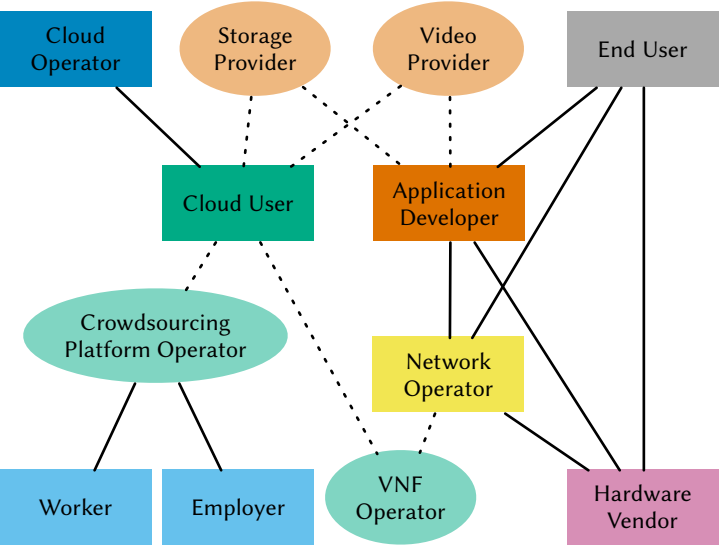 Cloud
Operator
Storage
Provider
Video
Provider
End User
Cloud User
Application
Developer
Crowdsourcing
Platform Operator
Network
Operator
Worker
Employer
VNF
Operator
Hardware
Vendor